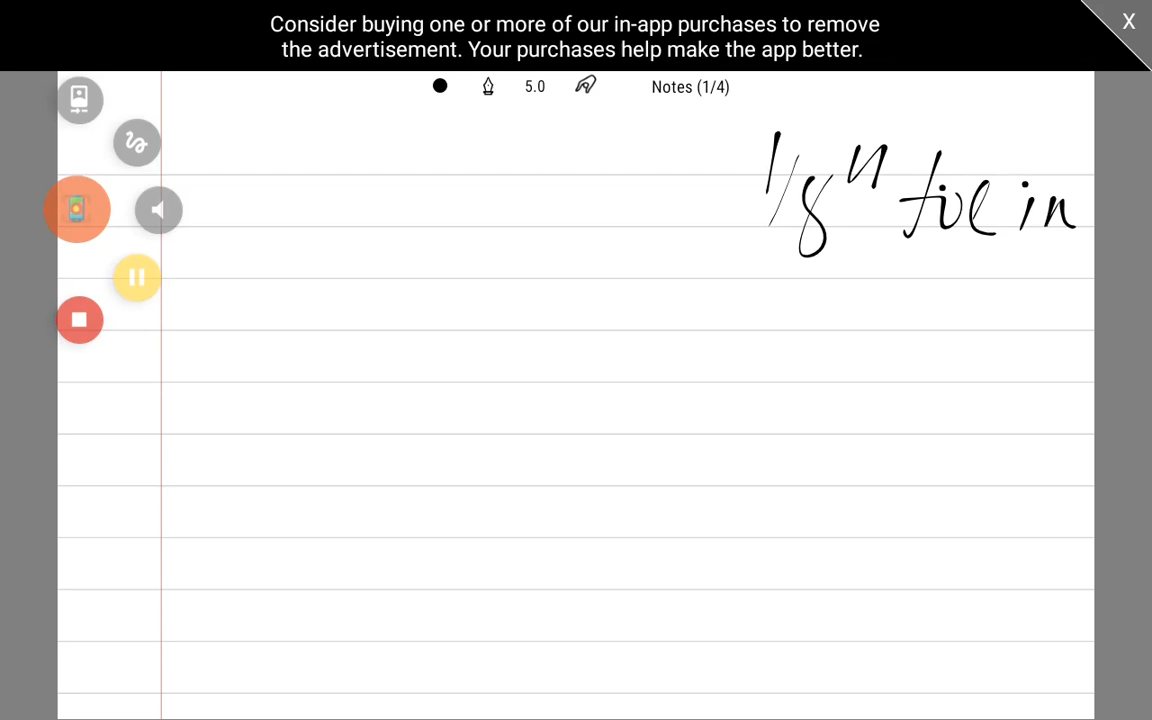 Consider buying one or more of our in-app purchases to remove
the advertisement. Your purchases help make the app better.
X
5.0
Notes (1/4)
1/8" toe in